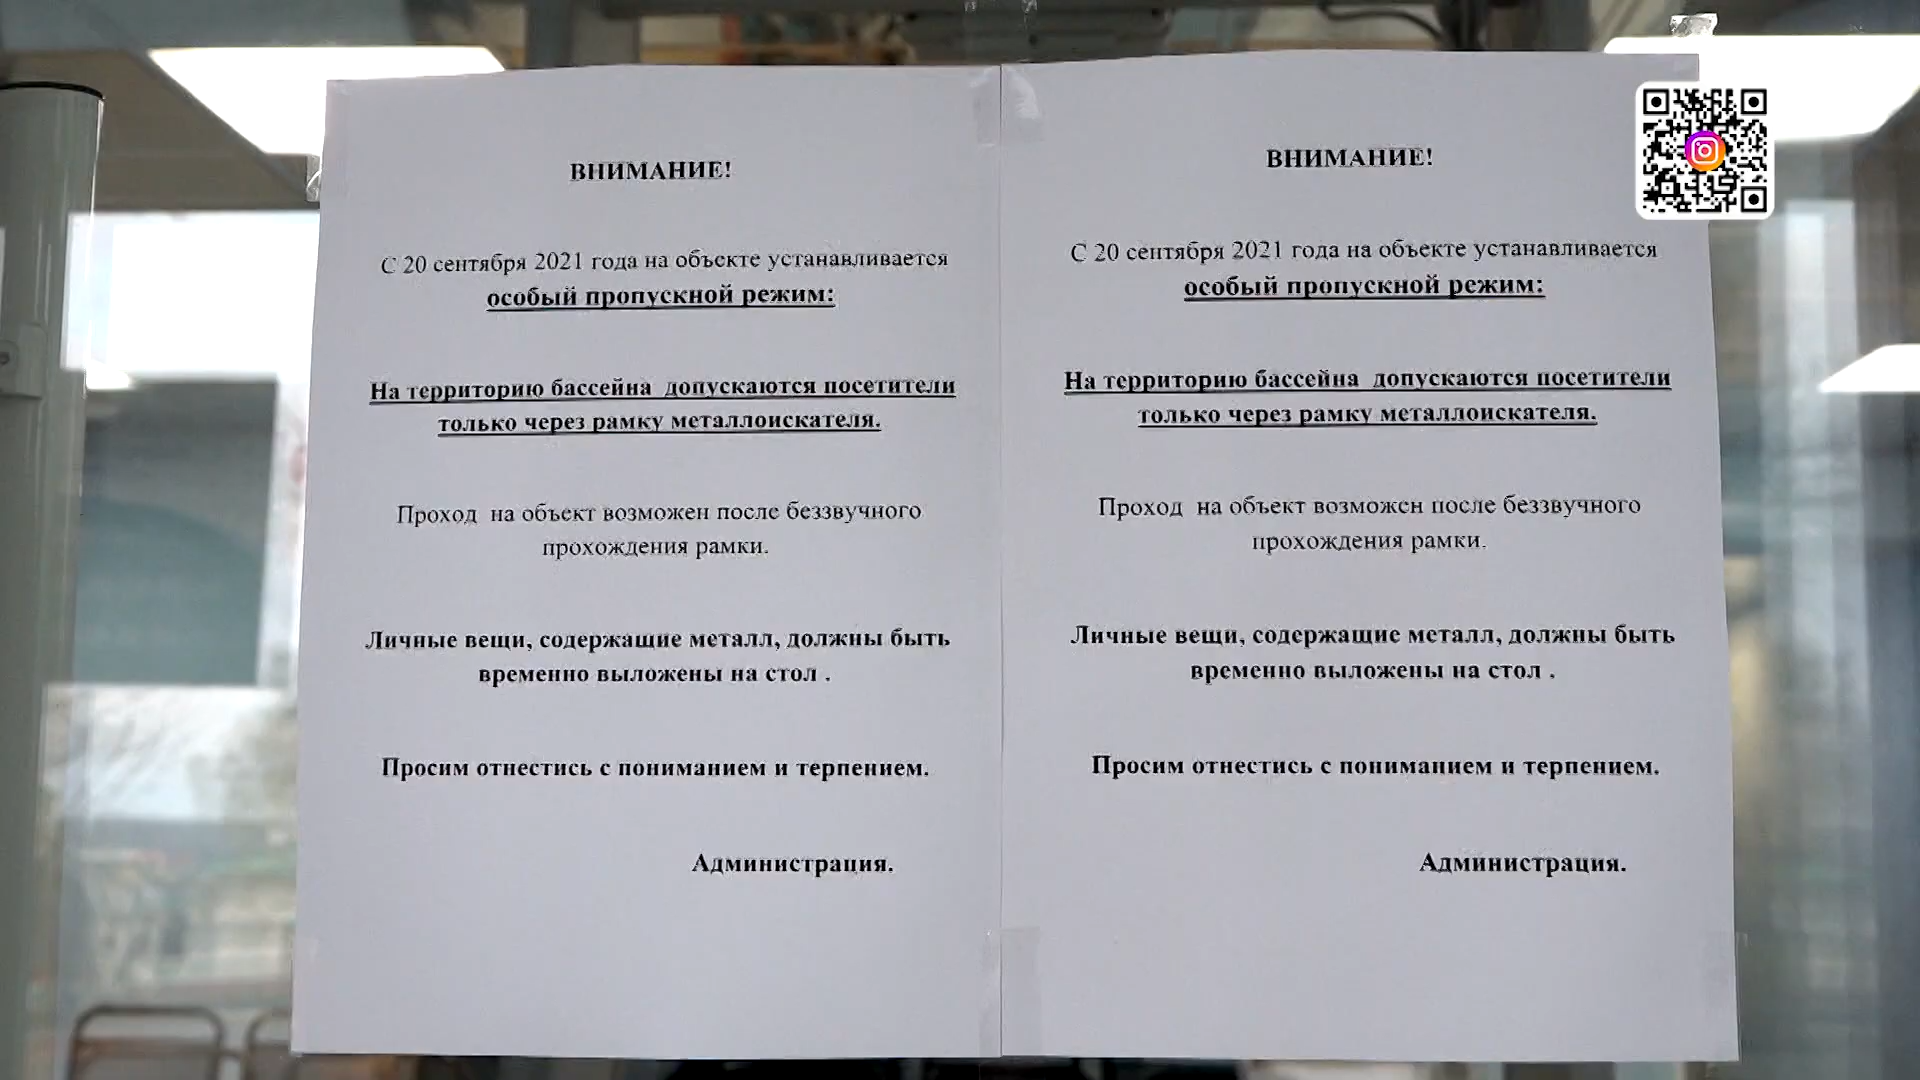 ВНИМАНИЕ!
С 20 сентября 2021 года на объекте устанавливается
особый пропускной режим:
На территорию бассейна допускаются посетители
только через рамку металлоискателя.
Проход на объект возможен после беззвучного
прохождения рамки.
Личные вещи, содержащие металл, должны быть
временно выложены на стол .
Просим отнестись с пониманием и терпением.
Администрация.
ВНИМАНИЕ!
С 20 сентября 2021 года на объекте устанавливается
особый пропускной режим:
На территорию бассейна допускаются посетители
только через рамку металлоискателя.
Проход на объект возможен после беззвучного
прохождения рамки.
Личные вещи, содержащие металл, должны быть
временно выложены на стол .
Просим отнестись с пониманием и терпением.
Администрация.